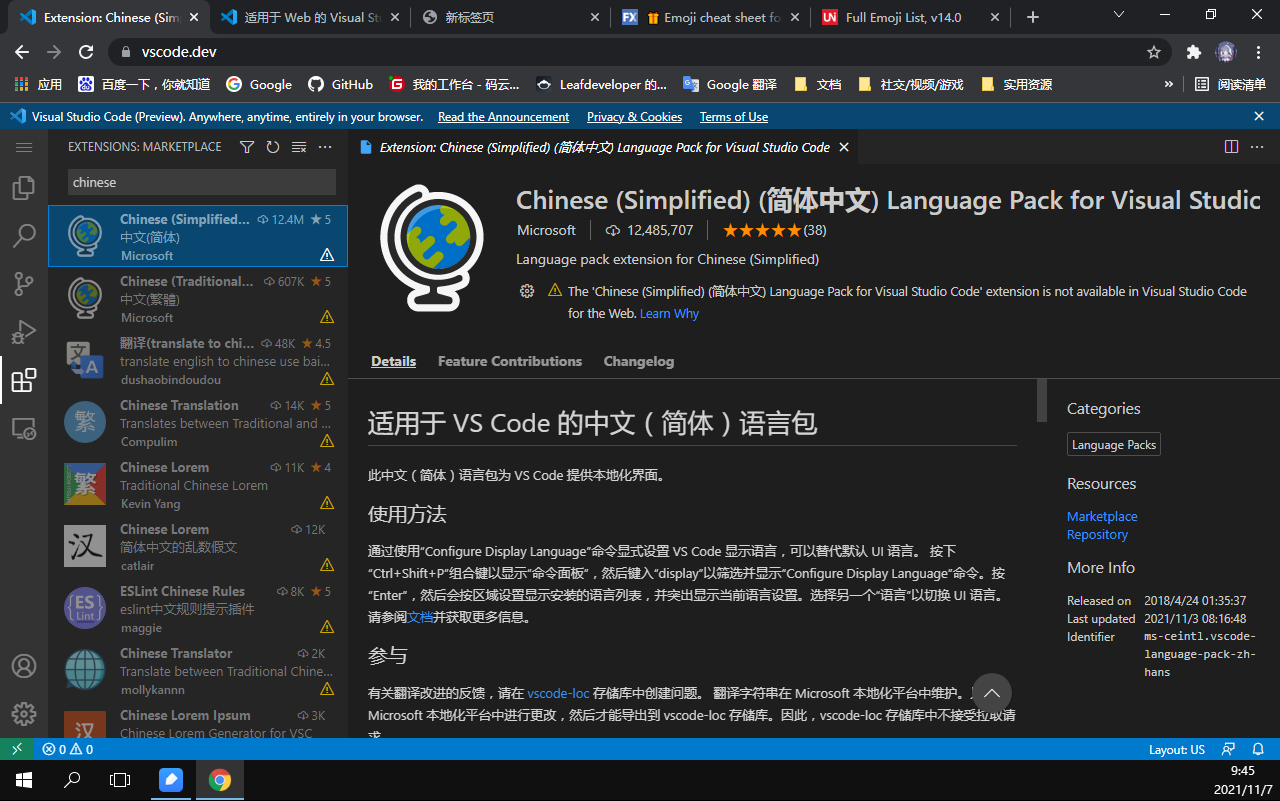 Extension: Chinese (Sim
适用于 Web 的 Visual St
新标签页
Emoji cheat sheet fo
Full Emoji List, v14.0
vscode.dev
应用
百度一下，你就知道
Google
GitHub
我的工作台 - 码云...
Leafdeveloper 的...
Google 翻译
文档
社交/视频/游戏
实用资源
»
阅读清单
Visual Studio Code (Preview). Anywhere, anytime, entirely in your browser. Read the Announcement Privacy & Cookies Terms of Use
EXTENSIONS: MARKETPLACE
chinese
Chinese (Simplified... 12.4M ★ 5
中文(简体)
Microsoft
Chinese (Traditional... 607K ★ 5
中文(繁體)
Microsoft
翻译(translate to chi... 48K ★ 4.5
translate english to chinese use bai...
dushaobindoudou
Chinese Translation 14K ★ 5
Translates between Traditional and ...
Compulim
Chinese Lorem 11K ★ 4
Traditional Chinese Lorem
Kevin Yang
Chinese Lorem 12K
简体中文的乱数假文
catlair
ESLint Chinese Rules 8K ★ 5
eslint中文规则提示插件
maggie
Chinese Translator 2K
Translate between Traditional Chine...
mollykannn
Chinese Lorem Ipsum 3K
Chinese Lorem Generator for VSC
Extension: Chinese (Simplified) (简体中文) Language Pack for Visual Studio Code
Chinese (Simplified) (简体中文) Language Pack for Visual Studic
Microsoft 12,485,707 ★★★★★(38)
Language pack extension for Chinese (Simplified)
The 'Chinese (Simplified) (简体中文) Language Pack for Visual Studio Code' extension is not available in Visual Studio Code
for the Web. Learn Why
Details Feature Contributions Changelog
适用于 VS Code 的中文（简体）语言包
此中文（简体）语言包为 VS Code 提供本地化界面。
使用方法
通过使用“Configure Display Language”命令显式设置 VS Code 显示语言，可以替代默认 UI 语言。 按下
“Ctrl+Shift+P”组合键以显示“命令面板”，然后键入“display”以筛选并显示“Configure Display Language”命令。按
“Enter”，然后会按区域设置显示安装的语言列表，并突出显示当前语言设置。选择另一个“语言”以切换 UI 语言。
请参阅文档并获取更多信息。
参与
有关翻译改进的反馈，请在 vscode-loc 存储库中创建问题。 翻译字符串在 Microsoft 本地化平台中维护。
Microsoft 本地化平台中进行更改，然后才能导出到 vscode-loc 存储库。因此，vscode-loc 存储库中不接受拉取请
求
Categories
Language Packs
Resources
Marketplace
Repository
More Info
Released on 2018/4/24 01:35:37
Last updated 2021/11/3 08:16:48
Identifier ms-ceintl.vscode-
language-pack-zh-
hans
0 0
Layout: US
9:45
2021/11/7